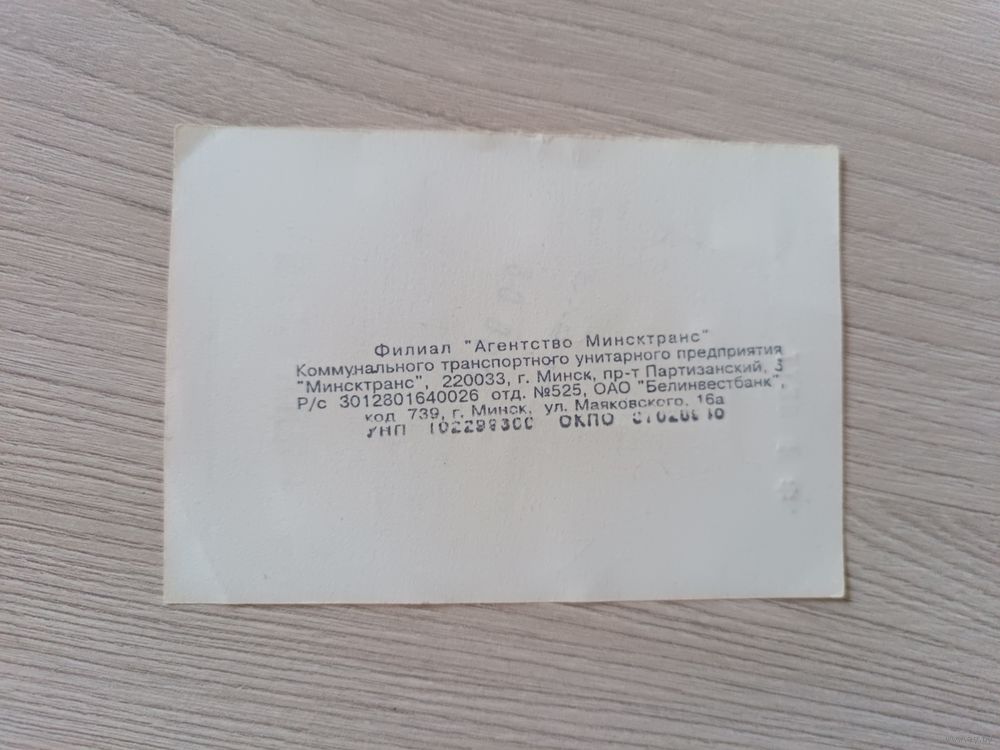 Филиал "Агентство Минсктранс"
Коммунального транспортного унитарного предприятия
"Минсктранс", 220033, г. Минск, пр-т Партизанский, 3
Р/с 3012801640026 отд. №525, ОАО "Белинвестбанк",
код 739, г. Минск, ул. Маяковского, 16а
УНП ОКПО